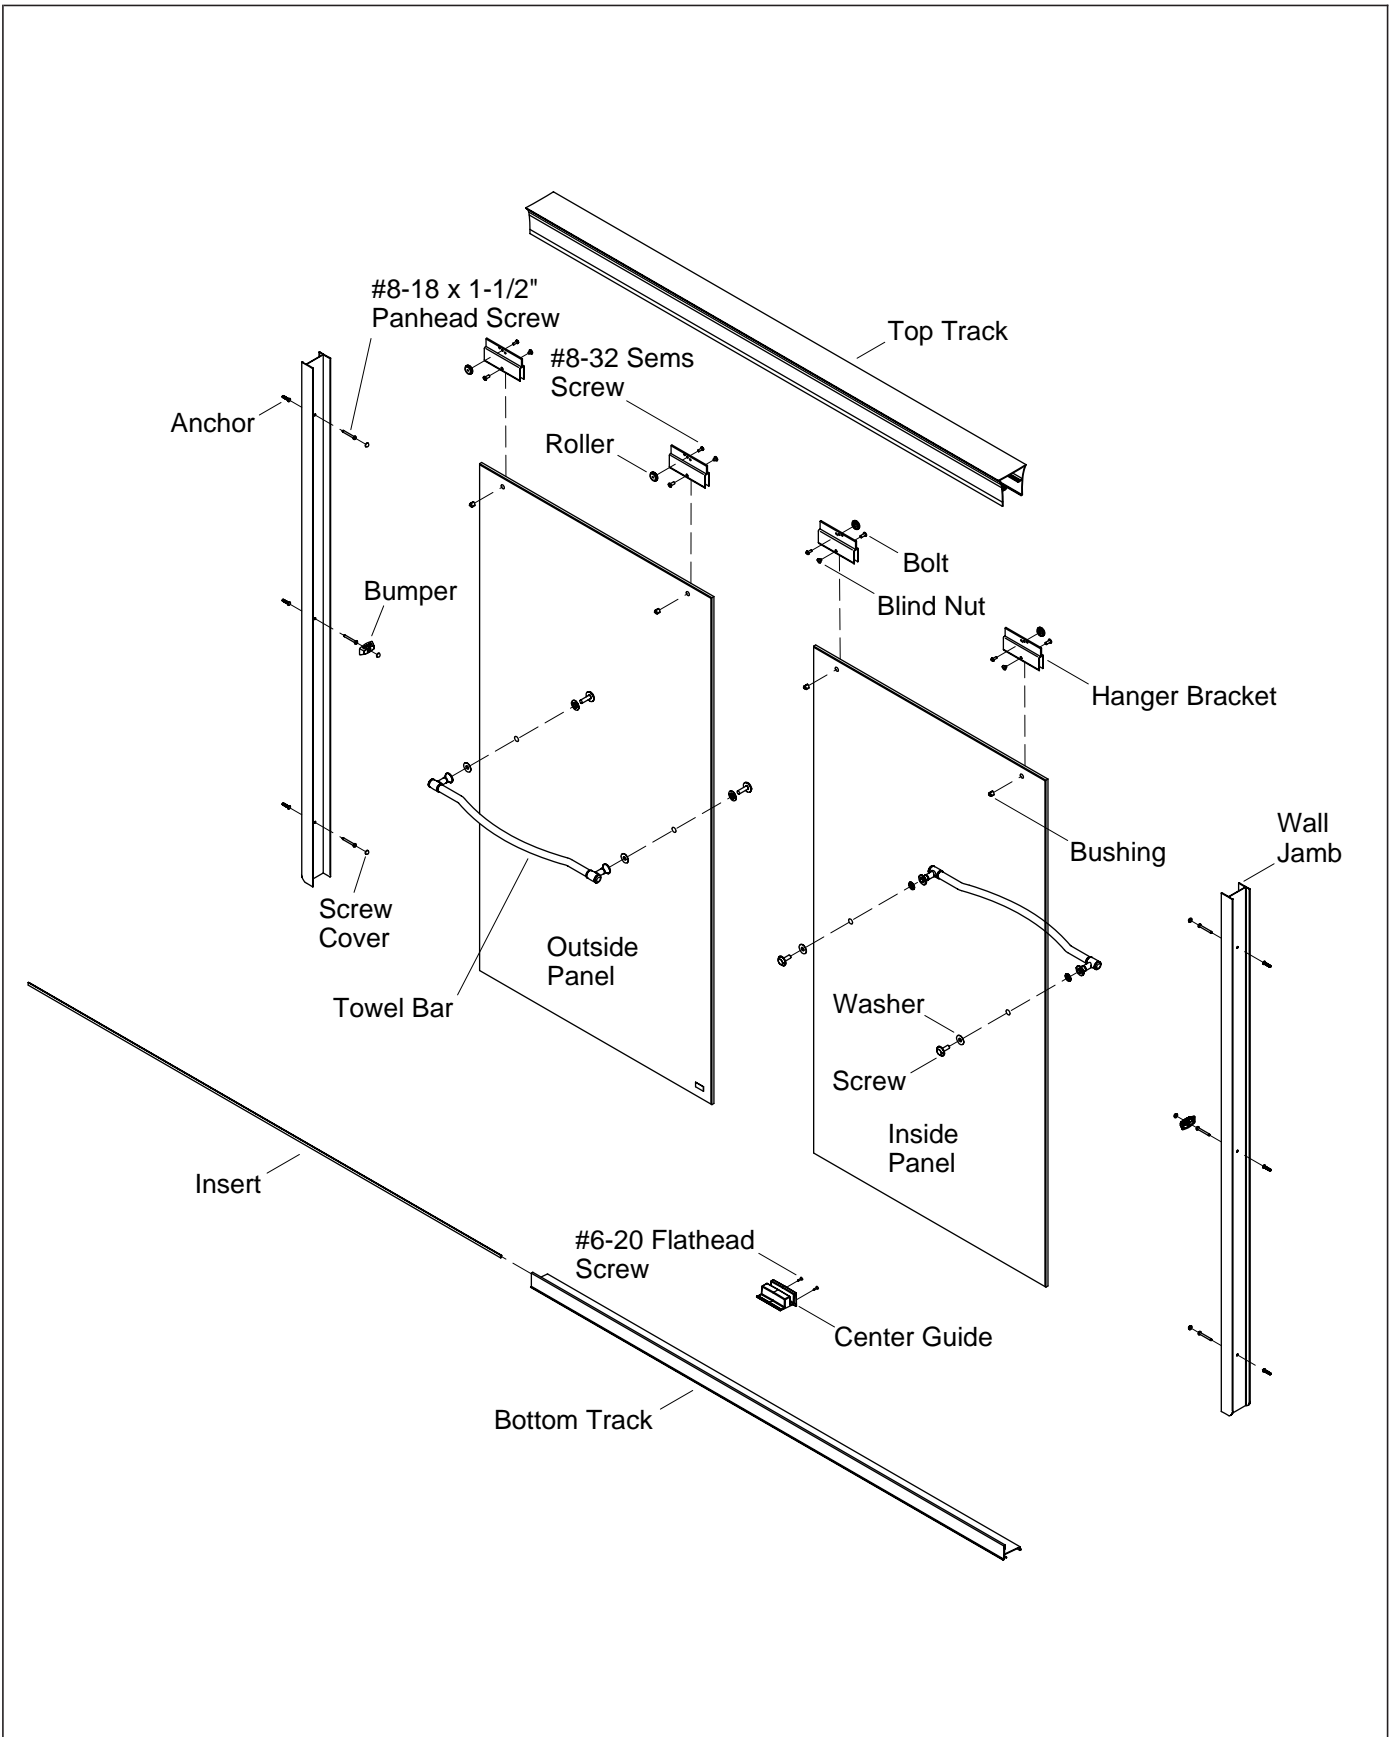 #8-18 x 1-1/2"
Panhead Screw
Top Track
#8-32 Sems
Screw
Anchor
Roller
Bolt
Bumper
Blind Nut
Hanger Bracket
Wall
Jamb
Bushing
Screw
Cover
Outside
Panel
Towel Bar
Washer
Screw
Inside
Panel
Insert
#6-20 Flathead
Screw
Center Guide
Bottom Track